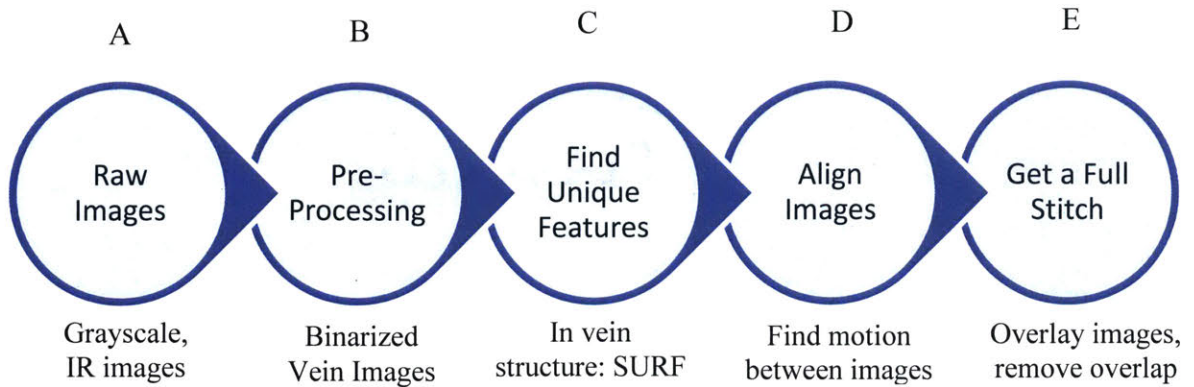 A
B
C
D
E
Raw
Images
Pre-
Processing
Find
Unique
Features
Align
Images
Get a Full
Stitch
Grayscale,
IR images
Binarized
Vein Images
In vein
structure: SURF
Find motion
between images
Overlay images,
remove overlap